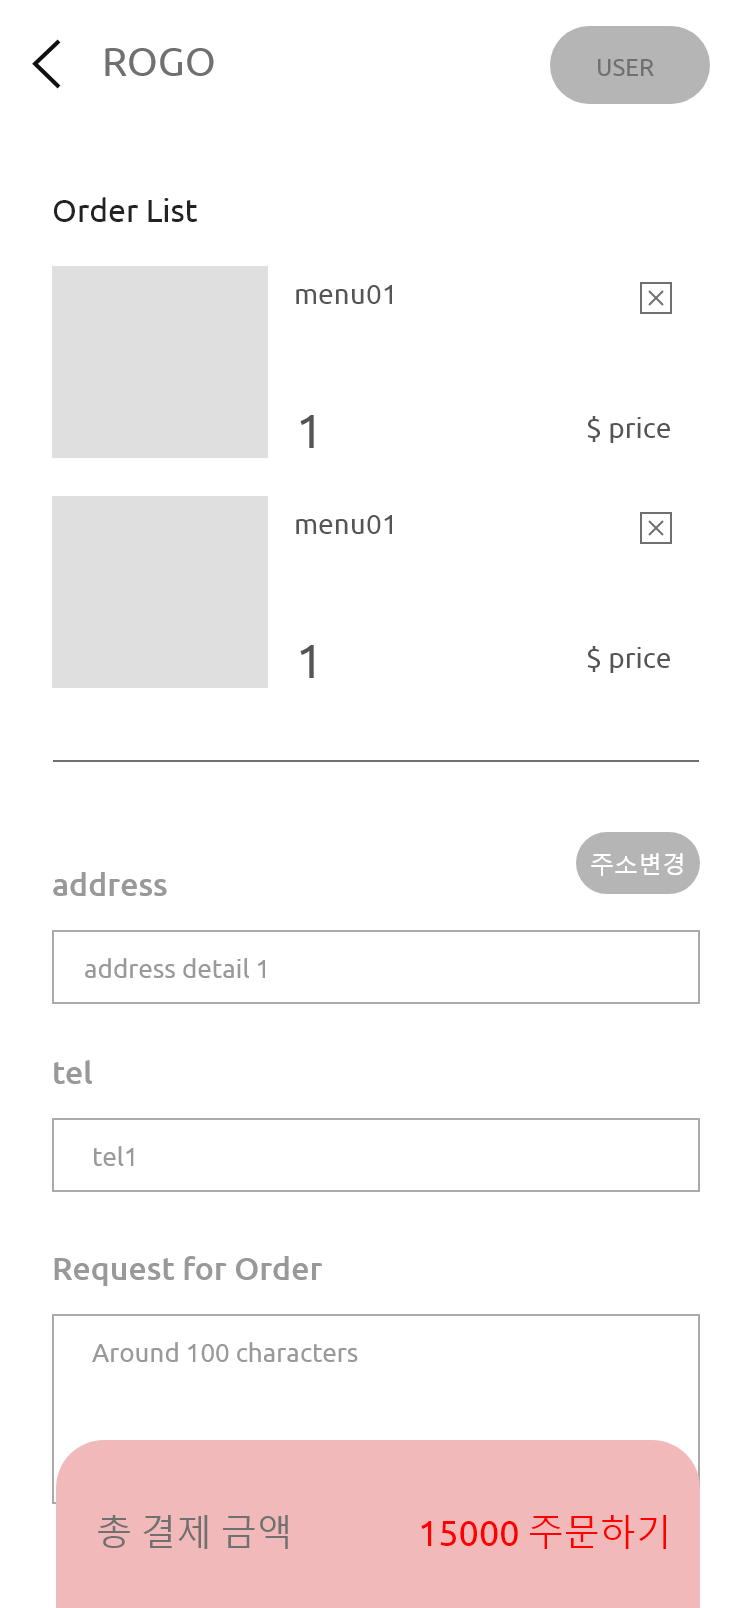 ROGO
USER
Order List
menu01
1
$ price
menu01
1
$ price
주소변경
address
address detail 1
tel
tel1
Request for Order
Around 100 characters
총 결제 금액 15000 주문하기